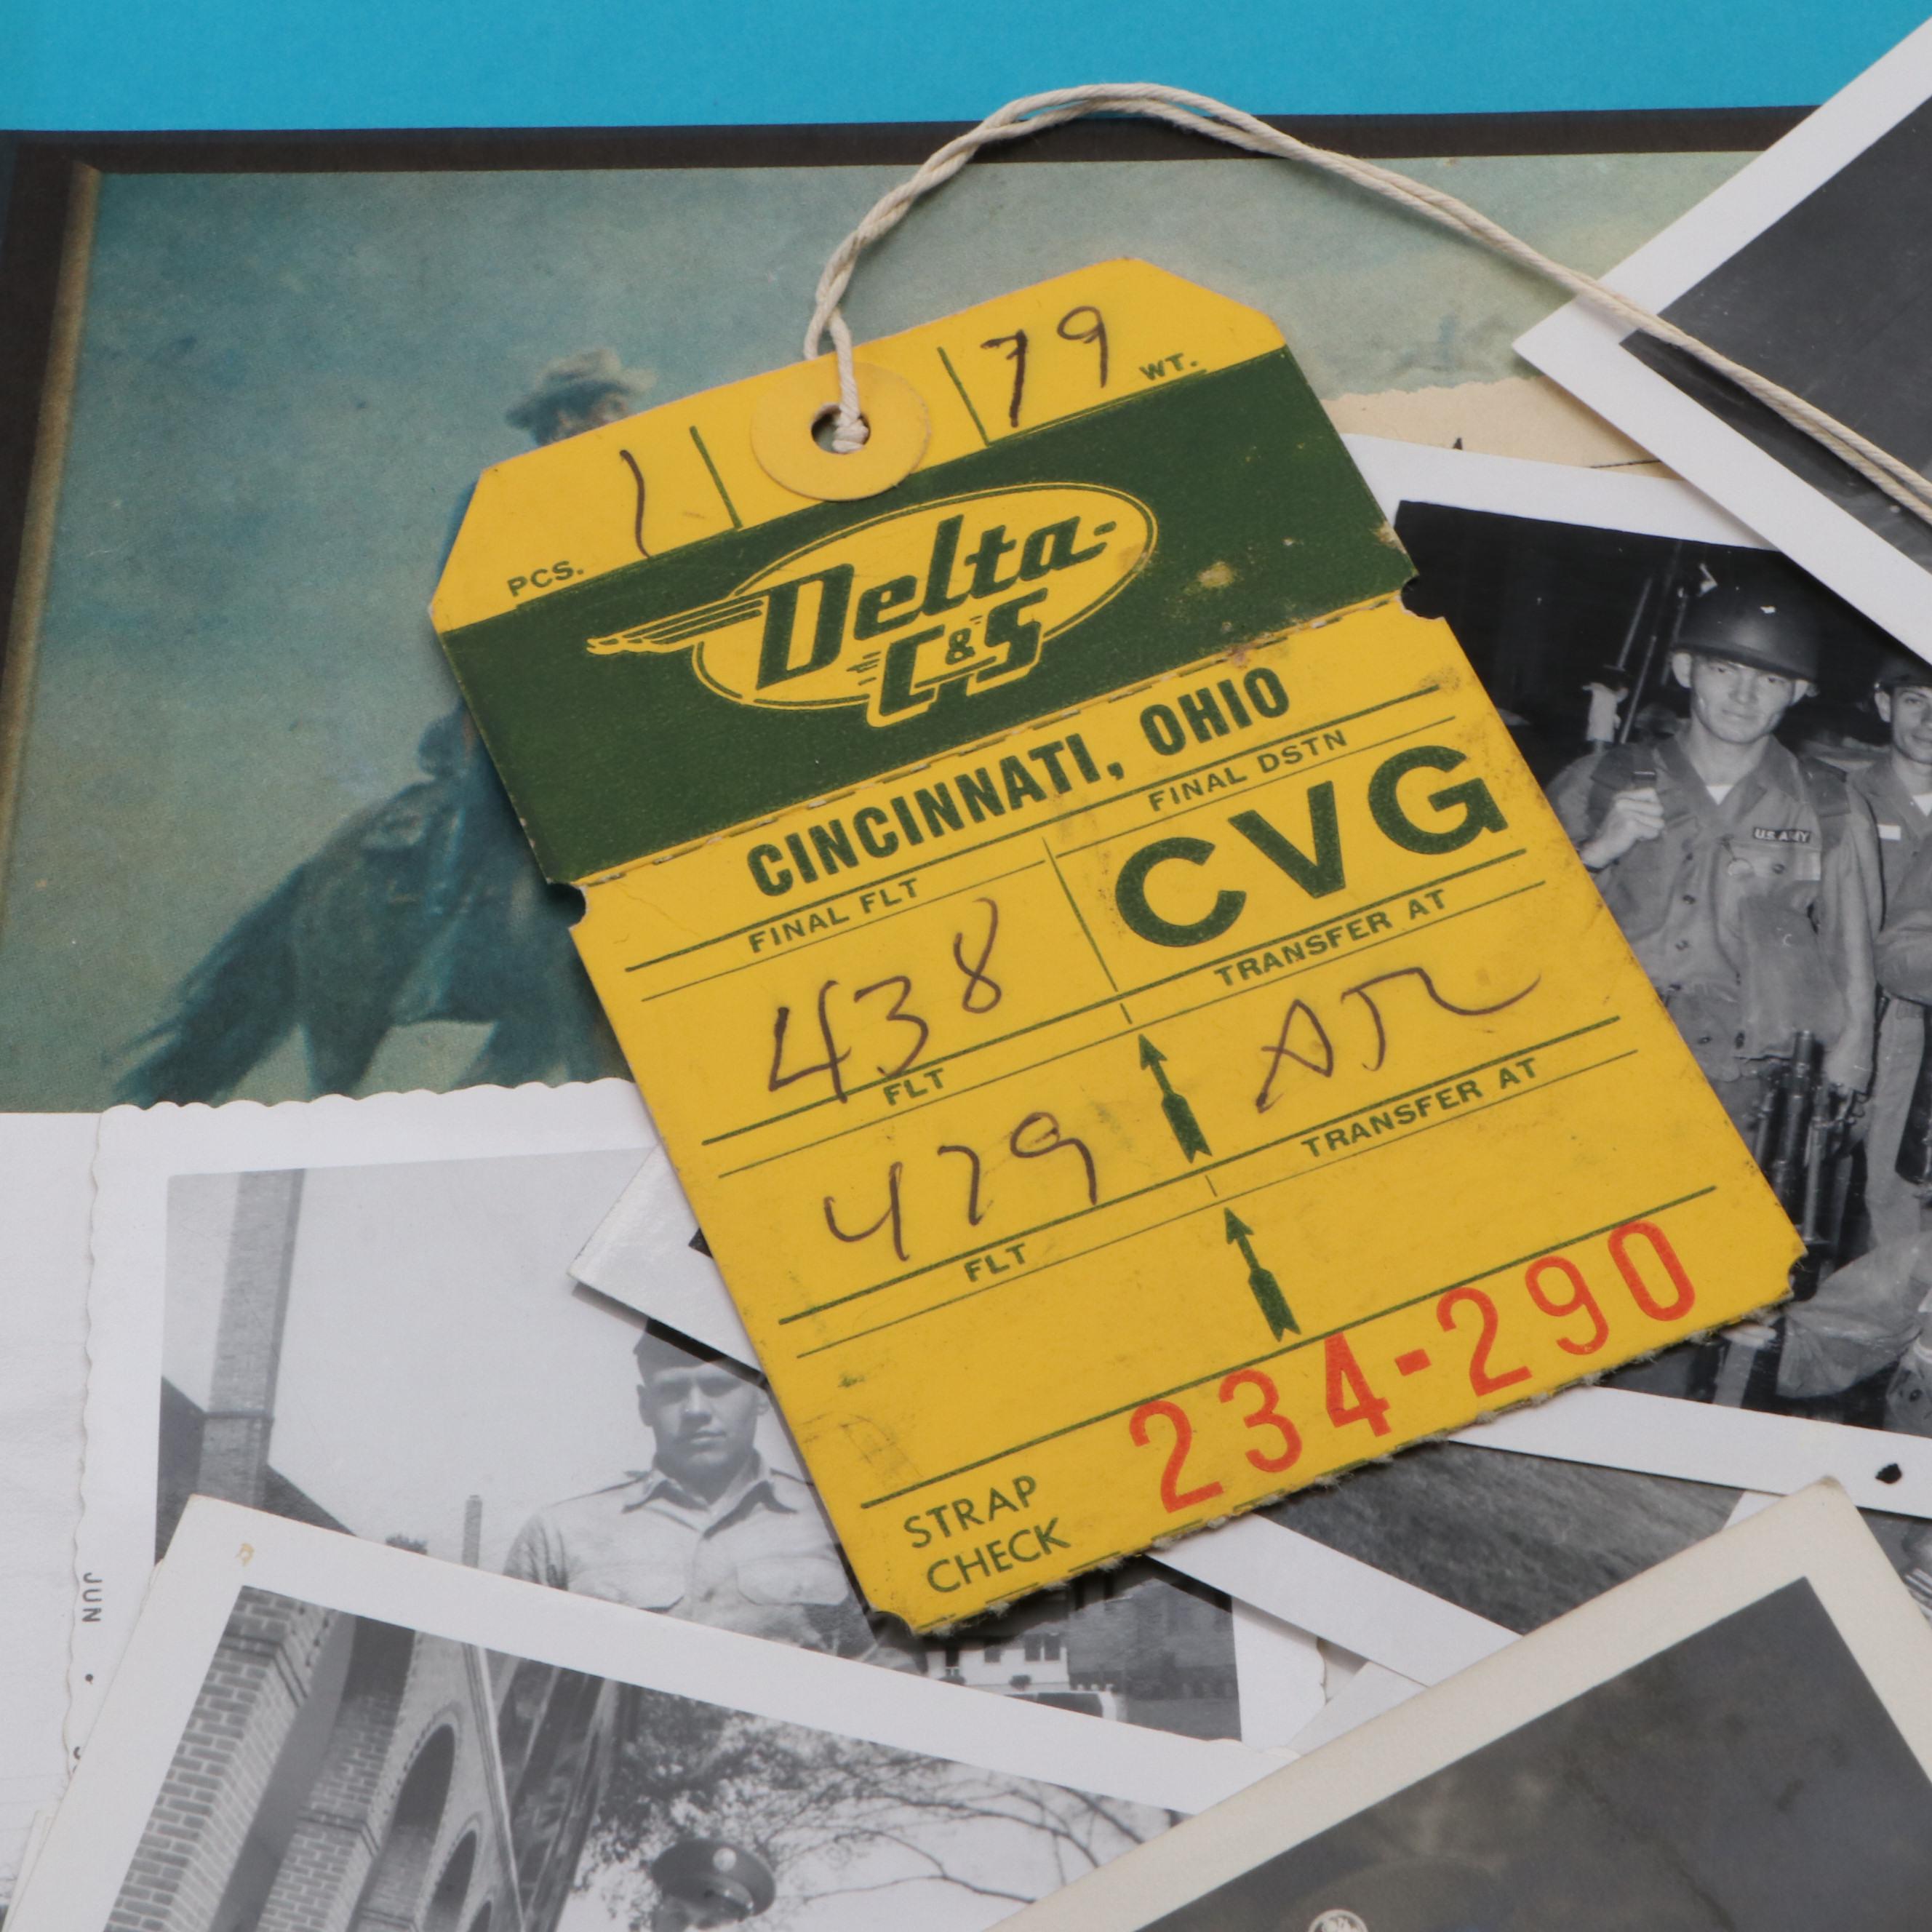 1 79
PCS. WT.
Delta-
C&S
CINCINNATI, OHIO
FINAL FLT FINAL DSTN
438 CVG
FLT TRANSFER AT
479 ATL
FLT TRANSFER AT
STRAP
CHECK
234-290
U.S. ARMY
JUN •